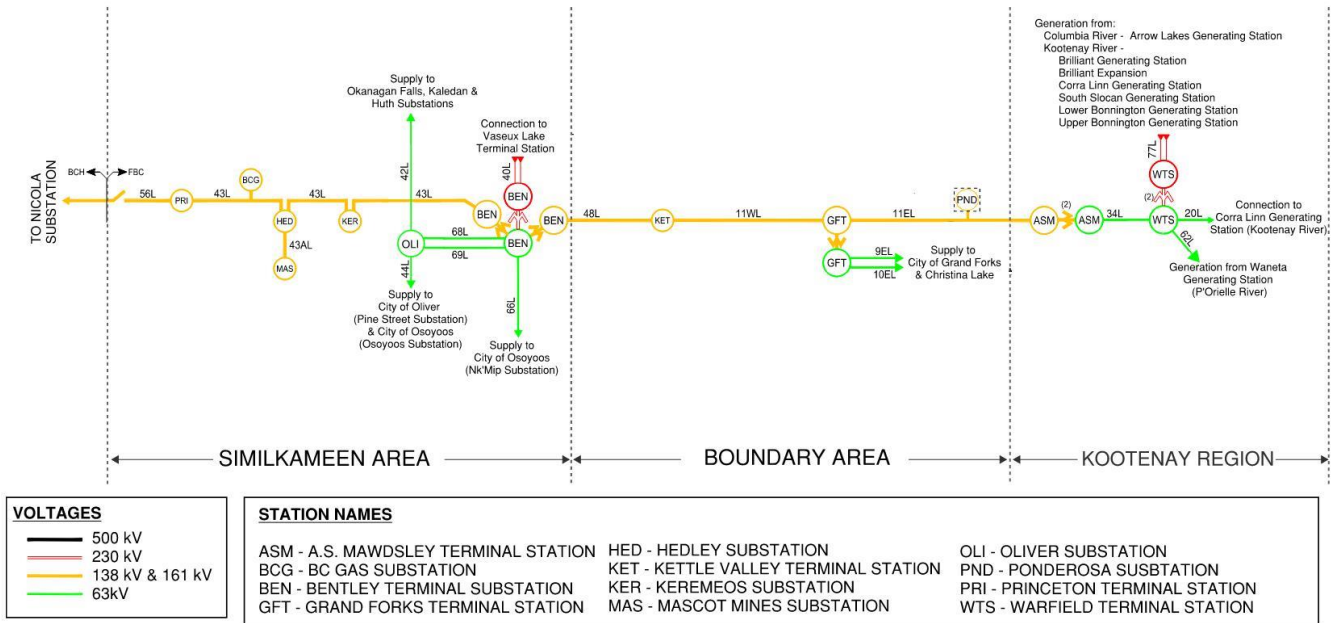 Generation from:
Columbia River - Arrow Lakes Generating Station
Kootenay River -
Brilliant Generating Station
Brilliant Expansion
Corra Linn Generating Station
South Slocan Generating Station
Lower Bonnington Generating Station
Upper Bonnington Generating Station
Supply to
Okanagan Falls, Kaledan &
Huth Substations
Connection to
Vaseux Lake
Terminal Station
TO NICOLA
SUBSTATION
BCH
FBC
56L
PRI
43L
BCG
HED
43L
KER
43L
43AL
MAS
42L
OLI
44L
68L
69L
40L
BEN
BEN
BEN
BEN
66L
48L
KET
11WL
GFT
11EL
PND
GFT
9EL
10EL
Supply to
City of Grand Forks
& Christina Lake
ASM
(2)
ASM
34L
77L
WTS
(2)
WTS
20L
62L
Connection to
Corra Linn Generating
Station (Kootenay River)
Generation from Waneta
Generating Station
(P'Orielle River)
Supply to
City of Oliver
(Pine Street Substation)
& City of Osoyoos
(Osoyoos Substation)
Supply to
City of Osoyoos
(Nk'Mip Substation)
SIMILKAMEEN AREA
BOUNDARY AREA
KOOTENAY REGION
VOLTAGES
500 kV
230 kV
138 kV & 161 kV
63kV
STATION NAMES
ASM - A.S. MAWDSLEY TERMINAL STATION
BCG - BC GAS SUBSTATION
BEN - BENTLEY TERMINAL SUBSTATION
GFT - GRAND FORKS TERMINAL STATION
HED - HEDLEY SUBSTATION
KET - KETTLE VALLEY TERMINAL STATION
KER - KEREMEOS SUBSTATION
MAS - MASCOT MINES SUBSTATION
OLI - OLIVER SUBSTATION
PND - PONDEROSA SUSBTATION
PRI - PRINCETON TERMINAL STATION
WTS - WARFIELD TERMINAL STATION